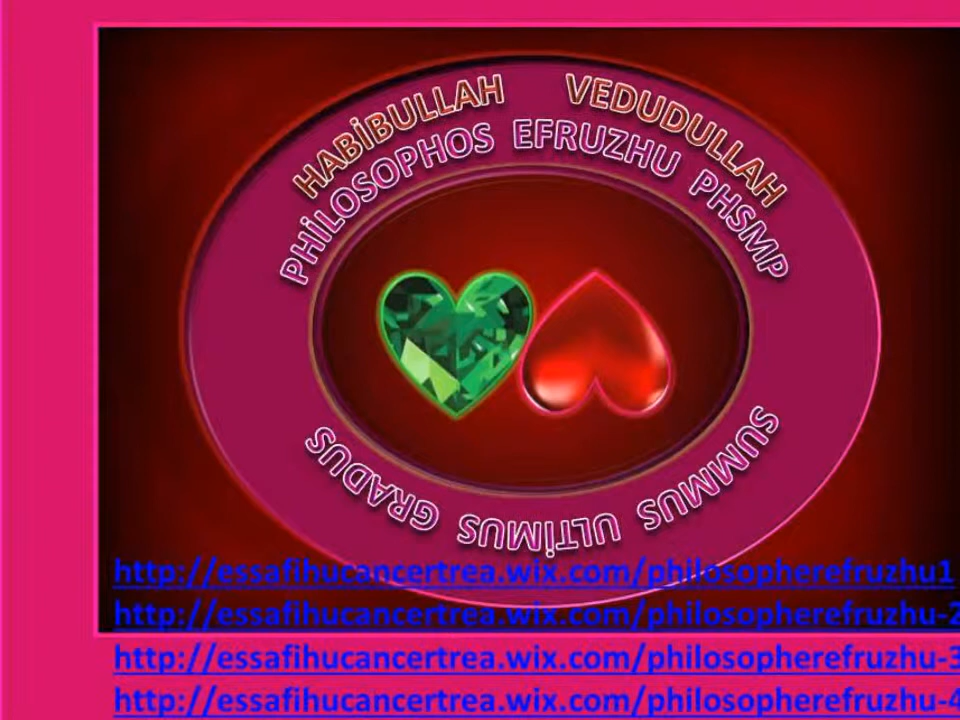 HABİBULLAH VEDUDULLAH
PHİLOSOPHOS EFRUZHU PHSMP
SUMMUS ULTİMUS GRADUS
http://essafihucancertrea.wix.com/philosopherefruzhu1
http://essafihucancertrea.wix.com/philosopherefruzhu-2
http://essafihucancertrea.wix.com/philosopherefruzhu-3
http://essafihucancertrea.wix.com/philosopherefruzhu-4